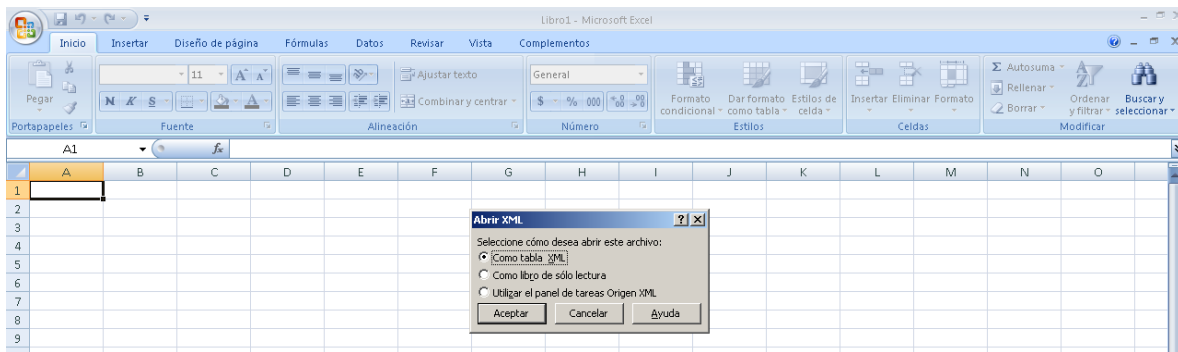 Libro1 - Microsoft Excel
Inicio Insertar Diseño de página Fórmulas Datos Revisar Vista Complementos
Pegar
Portapapeles
11 A A
N K S A
Fuente
Ajustar texto
Combinar y centrar
Alineación
General
$ % 000
Número
Formato condicional
Dar formato como tabla
Estilos de celda
Estilos
Insertar Eliminar Formato
Celdas
Σ Autosuma
Rellenar
Borrar
Ordenar y filtrar
Buscar y seleccionar
Modificar
A1 fx
A B C D E F G H I J K L M N O
1
2
3
4
5
6
7
8
9
Abrir XML
Seleccione cómo desea abrir este archivo:
Como tabla XML
Como libro de sólo lectura
Utilizar el panel de tareas Origen XML
Aceptar Cancelar Ayuda